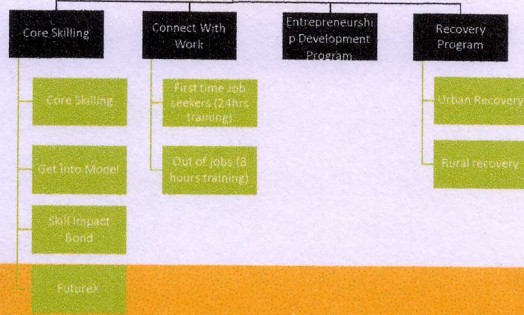 Core Skilling
Connect With
Work
Entrepreneurshi
p Development
Program
Recovery
Program
Core Skilling
Get Into Model
Skill Impact
Bond
FutureX
First time Job
seekers (24hrs
training)
Out of jobs (8
hours training)
Urban Recovery
Rural recovery